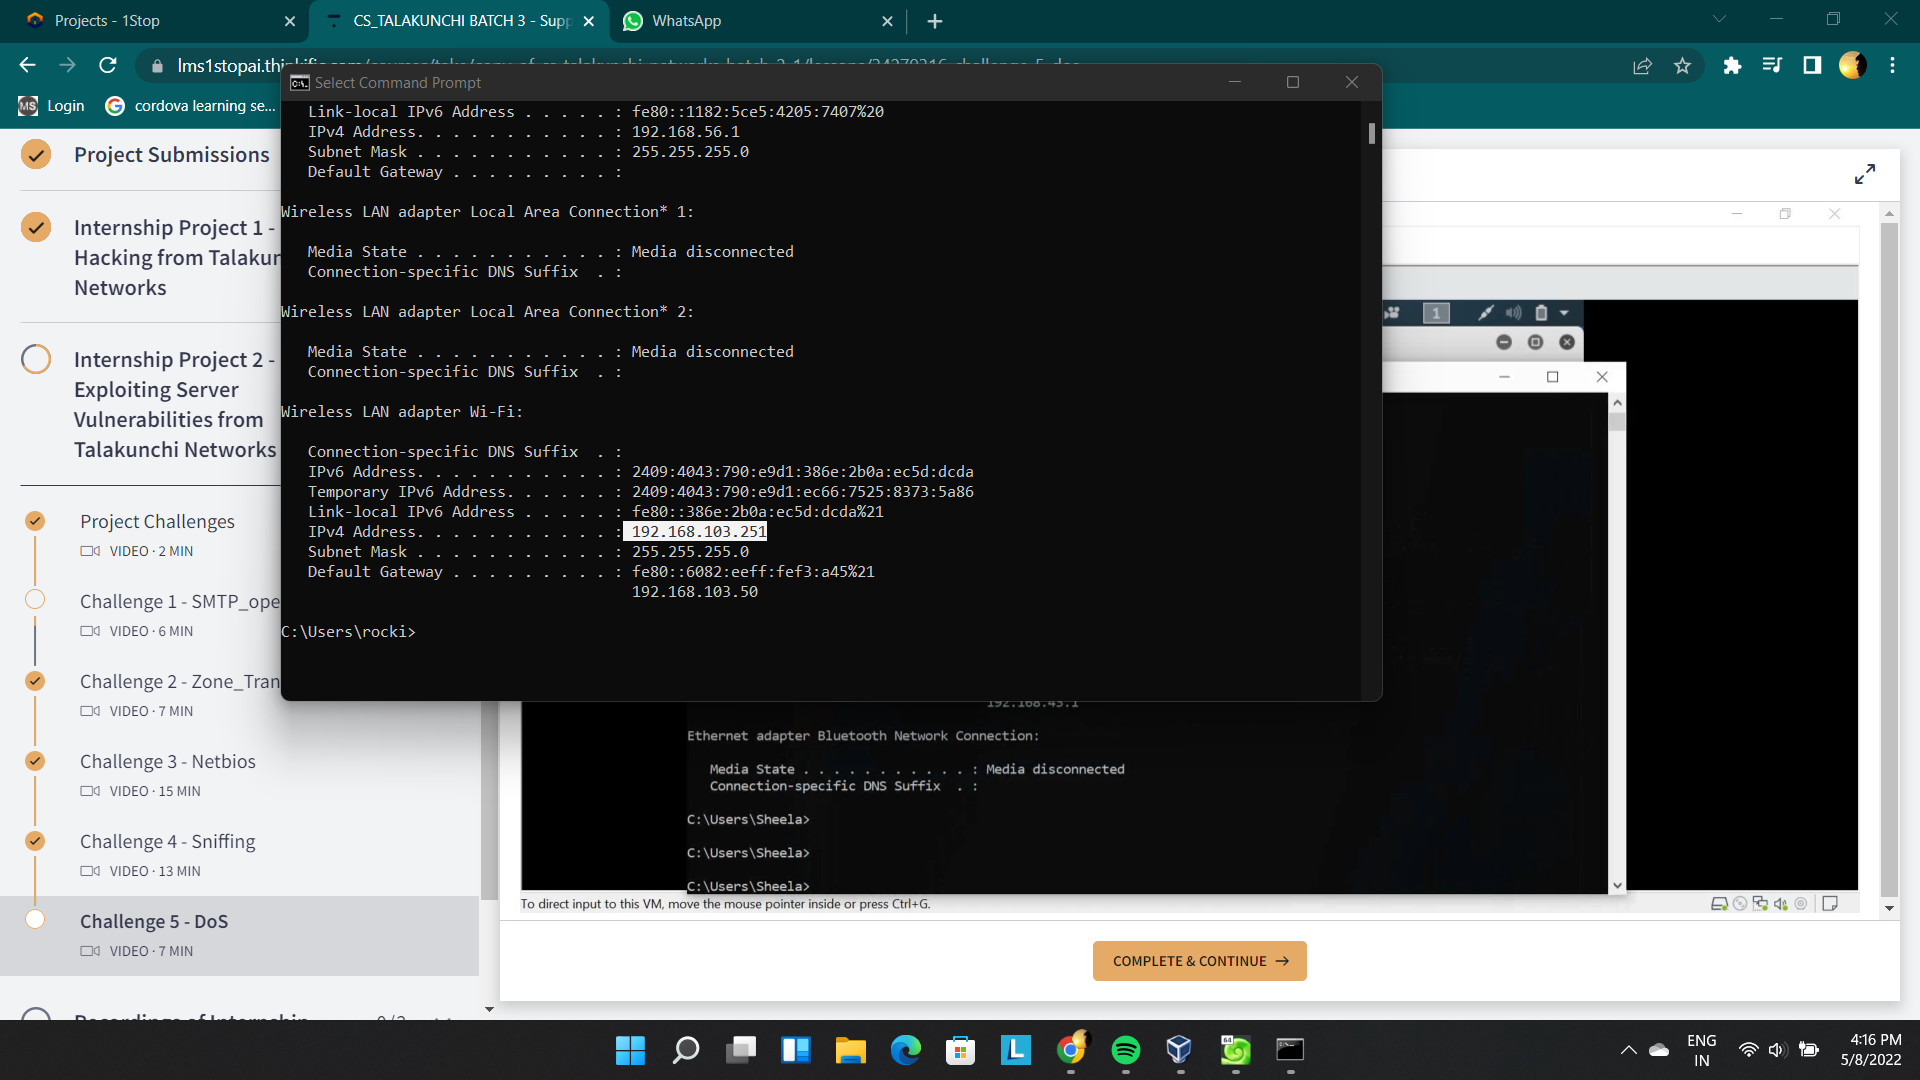 Projects - 1Stop
CS_TALAKUNCHI BATCH 3 - Supp
WhatsApp
Login
cordova learning se...
Select Command Prompt
Link-local IPv6 Address . . . . . : fe80::1182:5ce5:4205:7407%20
IPv4 Address. . . . . . . . . . . : 192.168.56.1
Subnet Mask . . . . . . . . . . . : 255.255.255.0
Default Gateway . . . . . . . . . :
Wireless LAN adapter Local Area Connection* 1:
Media State . . . . . . . . . . . : Media disconnected
Connection-specific DNS Suffix  . :
Wireless LAN adapter Local Area Connection* 2:
Media State . . . . . . . . . . . : Media disconnected
Connection-specific DNS Suffix  . :
Wireless LAN adapter Wi-Fi:
Connection-specific DNS Suffix  . :
IPv6 Address. . . . . . . . . . . : 2409:4043:790:e9d1:386e:2b0a:ec5d:dcda
Temporary IPv6 Address. . . . . . : 2409:4043:790:e9d1:ec66:7525:8373:5a86
Link-local IPv6 Address . . . . . : fe80::386e:2b0a:ec5d:dcda%21
IPv4 Address. . . . . . . . . . . : 192.168.103.251
Subnet Mask . . . . . . . . . . . : 255.255.255.0
Default Gateway . . . . . . . . . : fe80::6082:eeff:fef3:a45%21
192.168.103.50
C:\Users\rocki>
Project Submissions
Internship Project 1 -
Hacking from Talakun
Networks
Internship Project 2 -
Exploiting Server
Vulnerabilities from
Talakunchi Networks
Project Challenges
VIDEO · 2 MIN
Challenge 1 - SMTP_ope
VIDEO · 6 MIN
Challenge 2 - Zone_Tran
VIDEO · 7 MIN
Challenge 3 - Netbios
VIDEO · 15 MIN
Challenge 4 - Sniffing
VIDEO · 13 MIN
Challenge 5 - DoS
VIDEO · 7 MIN
1
192.168.43.1
Ethernet adapter Bluetooth Network Connection:
Media State . . . . . . . . . . . : Media disconnected
Connection-specific DNS Suffix  . :
C:\Users\Sheela>
C:\Users\Sheela>
C:\Users\Sheela>
To direct input to this VM, move the mouse pointer inside or press Ctrl+G.
COMPLETE & CONTINUE →
ENG
IN
4:16 PM
5/8/2022